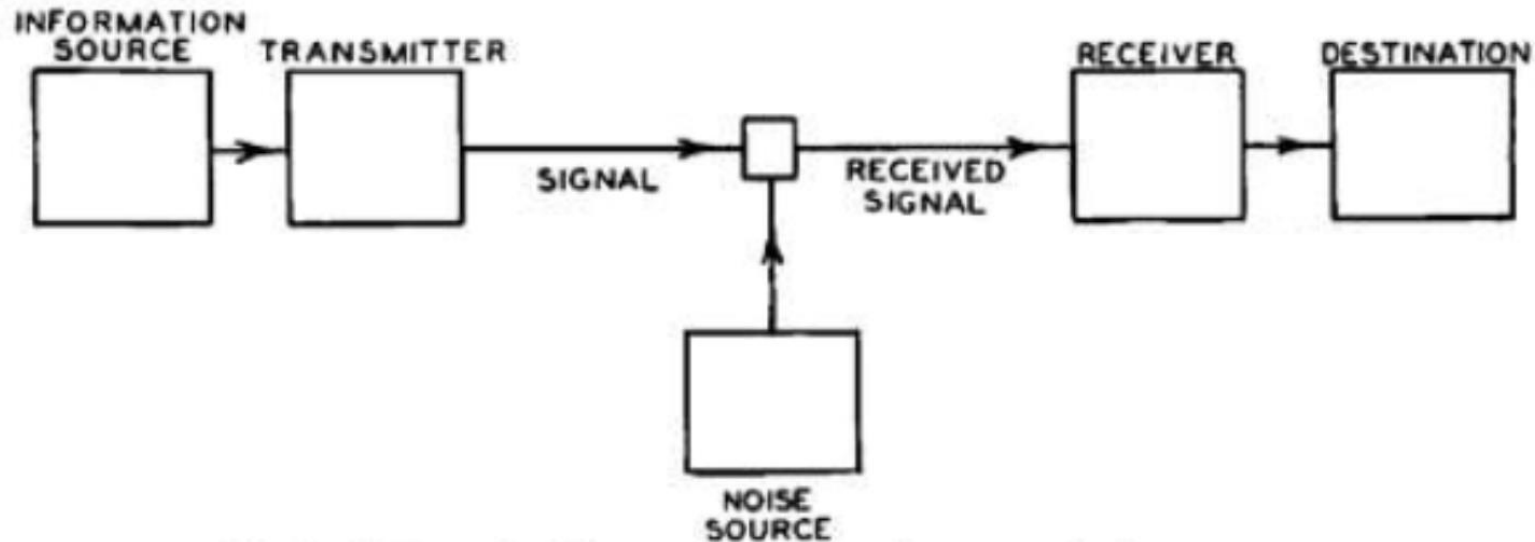 INFORMATION
SOURCE
TRANSMITTER
RECEIVER
DESTINATION
SIGNAL
RECEIVED
SIGNAL
NOISE
SOURCE